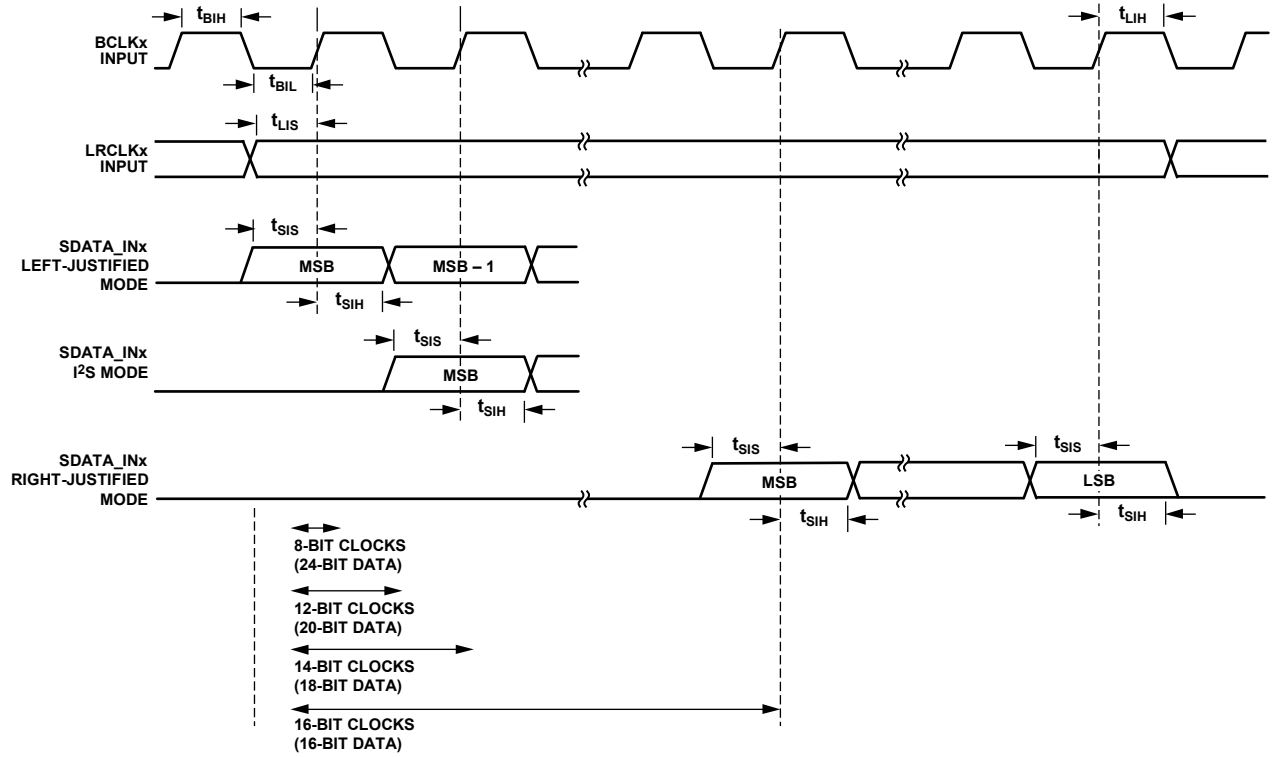 tBIH
tLIH
BCLKx
INPUT
tBIL
tLIS
LRCLKx
INPUT
tSIS
SDATA_INx
LEFT-JUSTIFIED
MODE
MSB
MSB – 1
tSIH
tSIS
SDATA_INx
I2S MODE
MSB
tSIH
tSIS
tSIS
SDATA_INx
RIGHT-JUSTIFIED
MODE
MSB
LSB
tSIH
tSIH
8-BIT CLOCKS
(24-BIT DATA)
12-BIT CLOCKS
(20-BIT DATA)
14-BIT CLOCKS
(18-BIT DATA)
16-BIT CLOCKS
(16-BIT DATA)